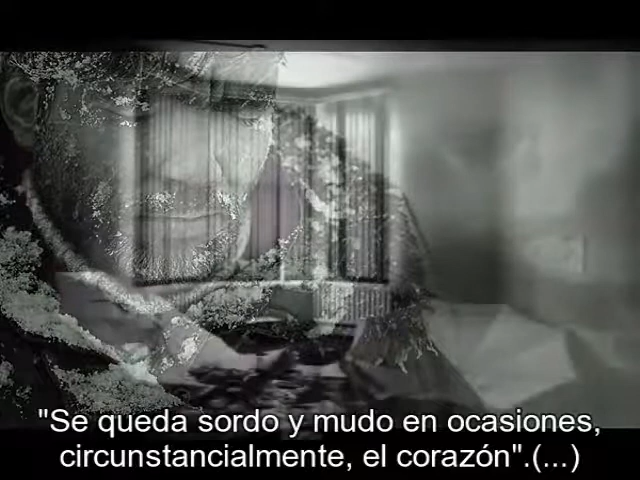 "Se queda sordo y mudo en ocasiones,
circunstancialmente, el corazón".(...)